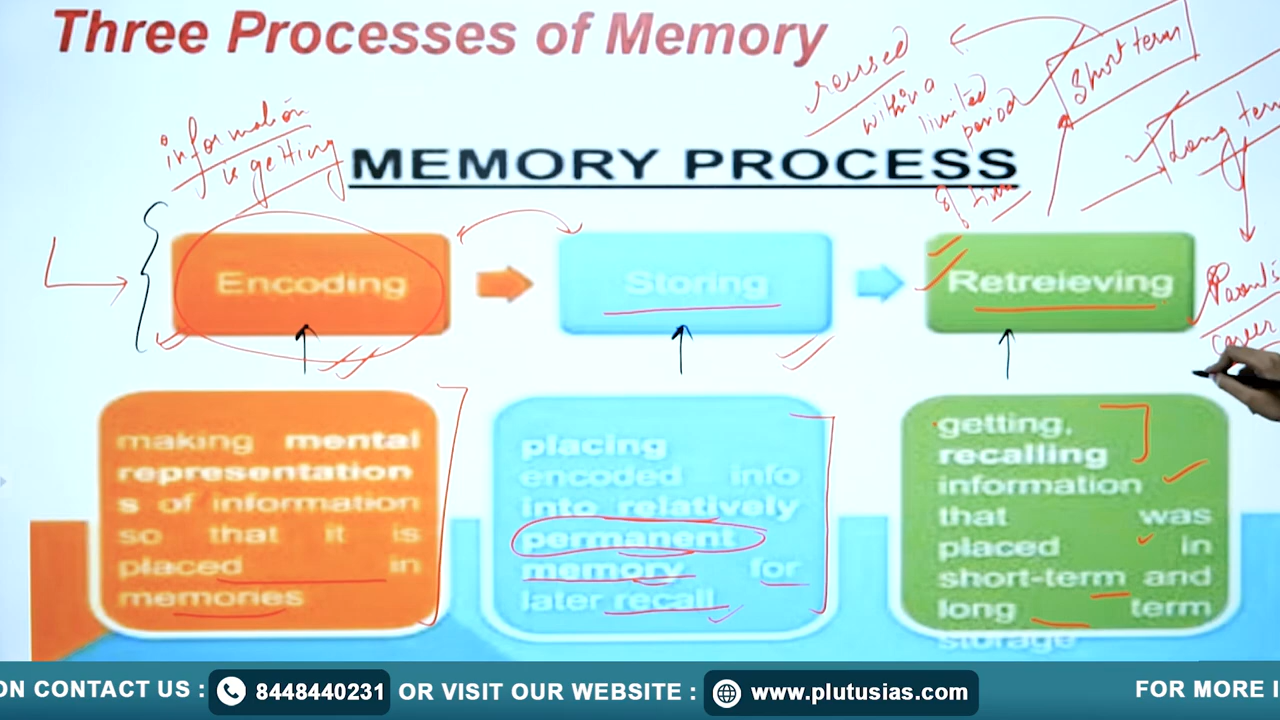 Three Processes of Memory
information
is getting
reused
within a
limited
period
of time
Short term
Long term
MEMORY PROCESS
Encoding
Storing
Retreieving
career
making mental
representation
s of information
so that it is
placed in
memories
placing
encoded info
into relatively
permanent
memory for
later recall
getting,
recalling
information
that was
placed in
short-term and
long term
storage
ON CONTACT US : 8448440231 OR VISIT OUR WEBSITE : www.plutusias.com FOR MORE I